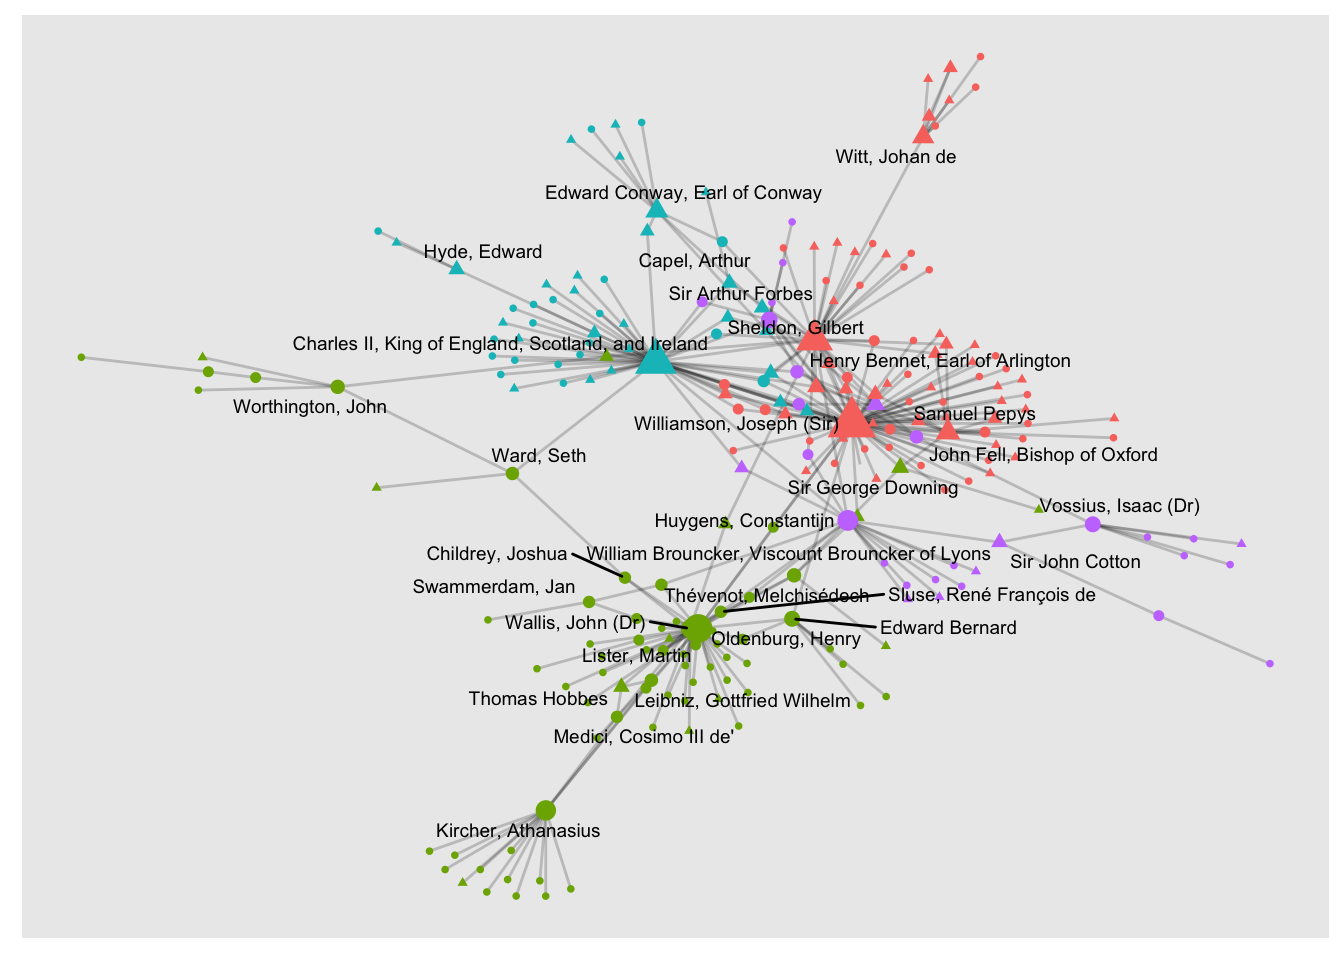 Witt, Johan de
Edward Conway, Earl of Conway
Hyde, Edward
Capel, Arthur
Sir Arthur Forbes
Sheldon, Gilbert
Charles II, King of England, Scotland, and Ireland
Henry Bennet, Earl of Arlington
Worthington, John
Samuel Pepys
Williamson, Joseph (Sir)
Ward, Seth
John Fell, Bishop of Oxford
Sir George Downing
Vossius, Isaac (Dr)
Huygens, Constantijn
Childrey, Joshua
William Brouncker, Viscount Brouncker of Lyons
Sir John Cotton
Swammerdam, Jan
Thévenot, Melchisédech
Sluse, René François de
Wallis, John (Dr)
Edward Bernard
Oldenburg, Henry
Lister, Martin
Thomas Hobbes
Leibniz, Gottfried Wilhelm
Medici, Cosimo III de'
Kircher, Athanasius